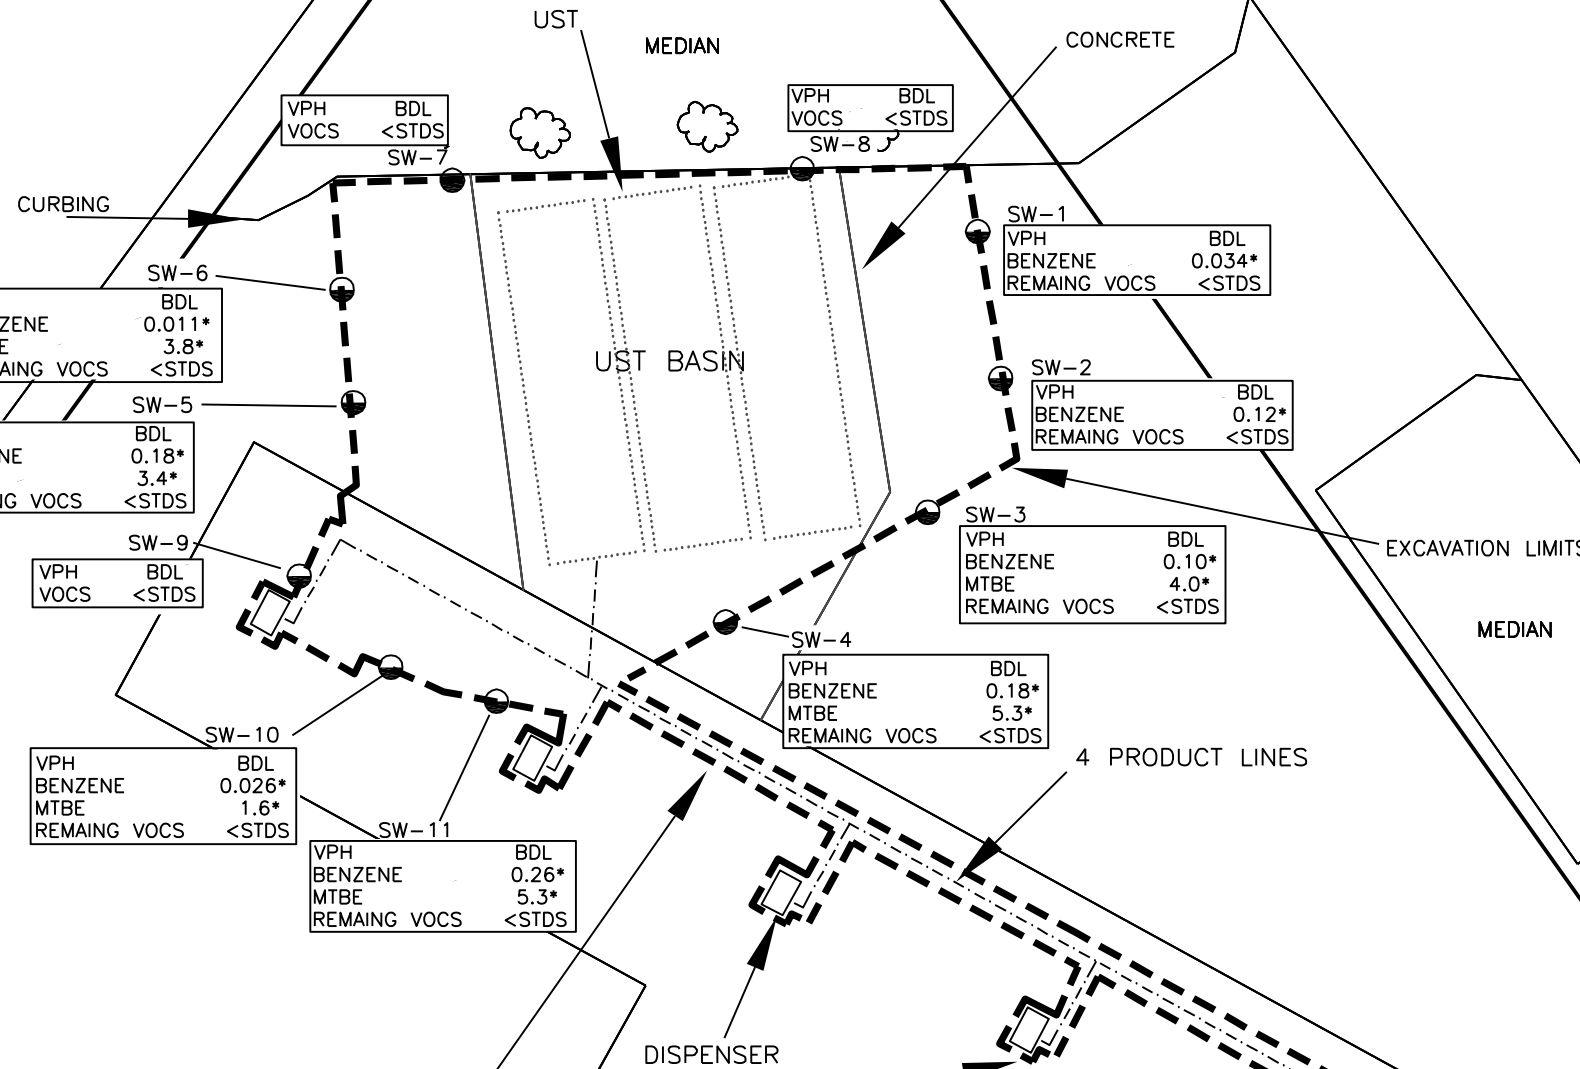 UST
MEDIAN
CONCRETE
VPH BDL
VOCS <STDS
SW-7
VPH BDL
VOCS <STDS
SW-8
CURBING
SW-1
VPH BDL
BENZENE 0.034*
REMAING VOCS <STDS
SW-6
BDL
ZENE 0.011*
E 3.8*
AING VOCS <STDS
UST BASIN
SW-2
VPH BDL
BENZENE 0.12*
REMAING VOCS <STDS
SW-5
BDL
NE 0.18*
3.4*
NG VOCS <STDS
SW-3
VPH BDL
BENZENE 0.10*
MTBE 4.0*
REMAING VOCS <STDS
EXCAVATION LIMITS
SW-9
VPH BDL
VOCS <STDS
MEDIAN
SW-4
VPH BDL
BENZENE 0.18*
MTBE 5.3*
REMAING VOCS <STDS
SW-10
VPH BDL
BENZENE 0.026*
MTBE 1.6*
REMAING VOCS <STDS
4 PRODUCT LINES
SW-11
VPH BDL
BENZENE 0.26*
MTBE 5.3*
REMAING VOCS <STDS
DISPENSER